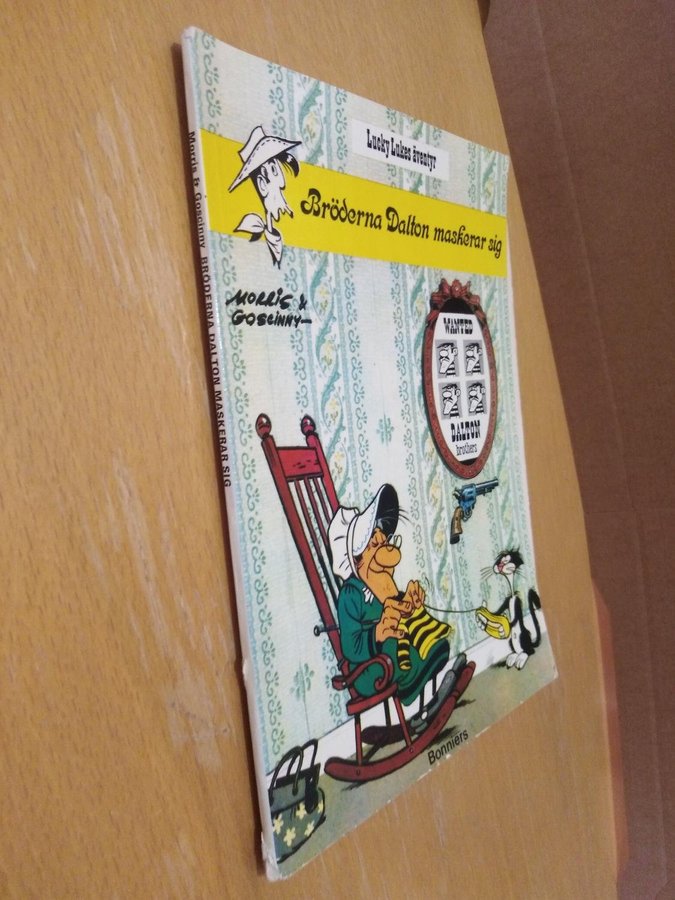 Lucky Lukes äventyr
Bröderna Dalton maskerar sig
MORRIS &
GOSCINNY
WANTED
DALTON
brothers
Bonniers
Morris & Goscinny BRÖDERNA DALTON MASKERAR SIG